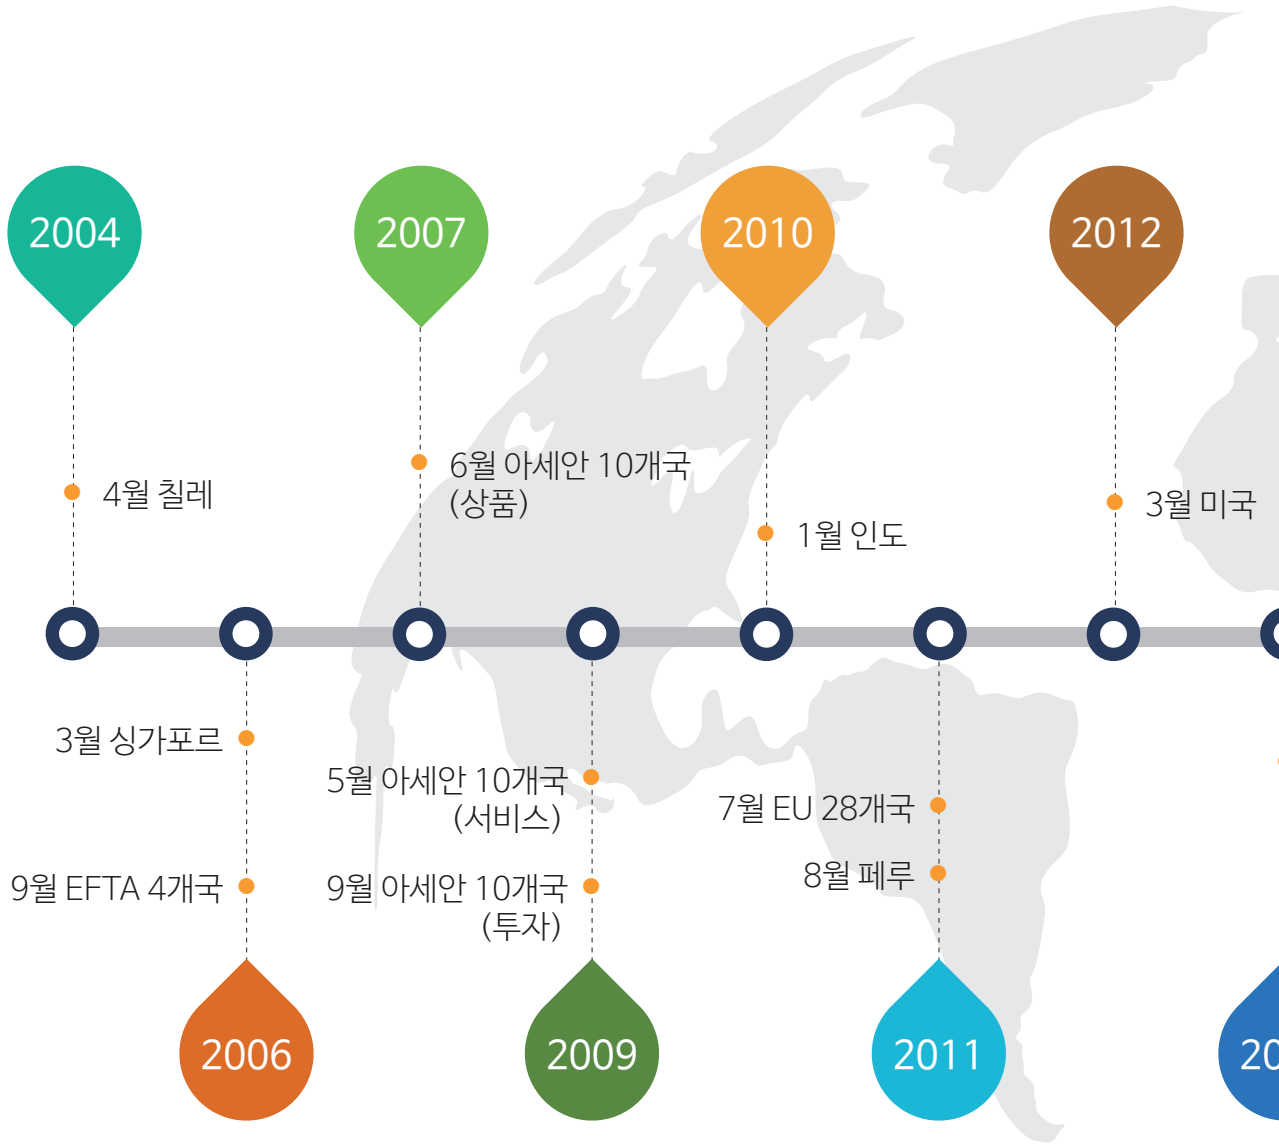 2004
2007
2010
2012
4월 칠레
6월 아세안 10개국
(상품)
1월 인도
3월 미국
3월 싱가포르
9월 EFTA 4개국
5월 아세안 10개국
(서비스)
9월 아세안 10개국
(투자)
7월 EU 28개국
8월 페루
2006
2009
2011